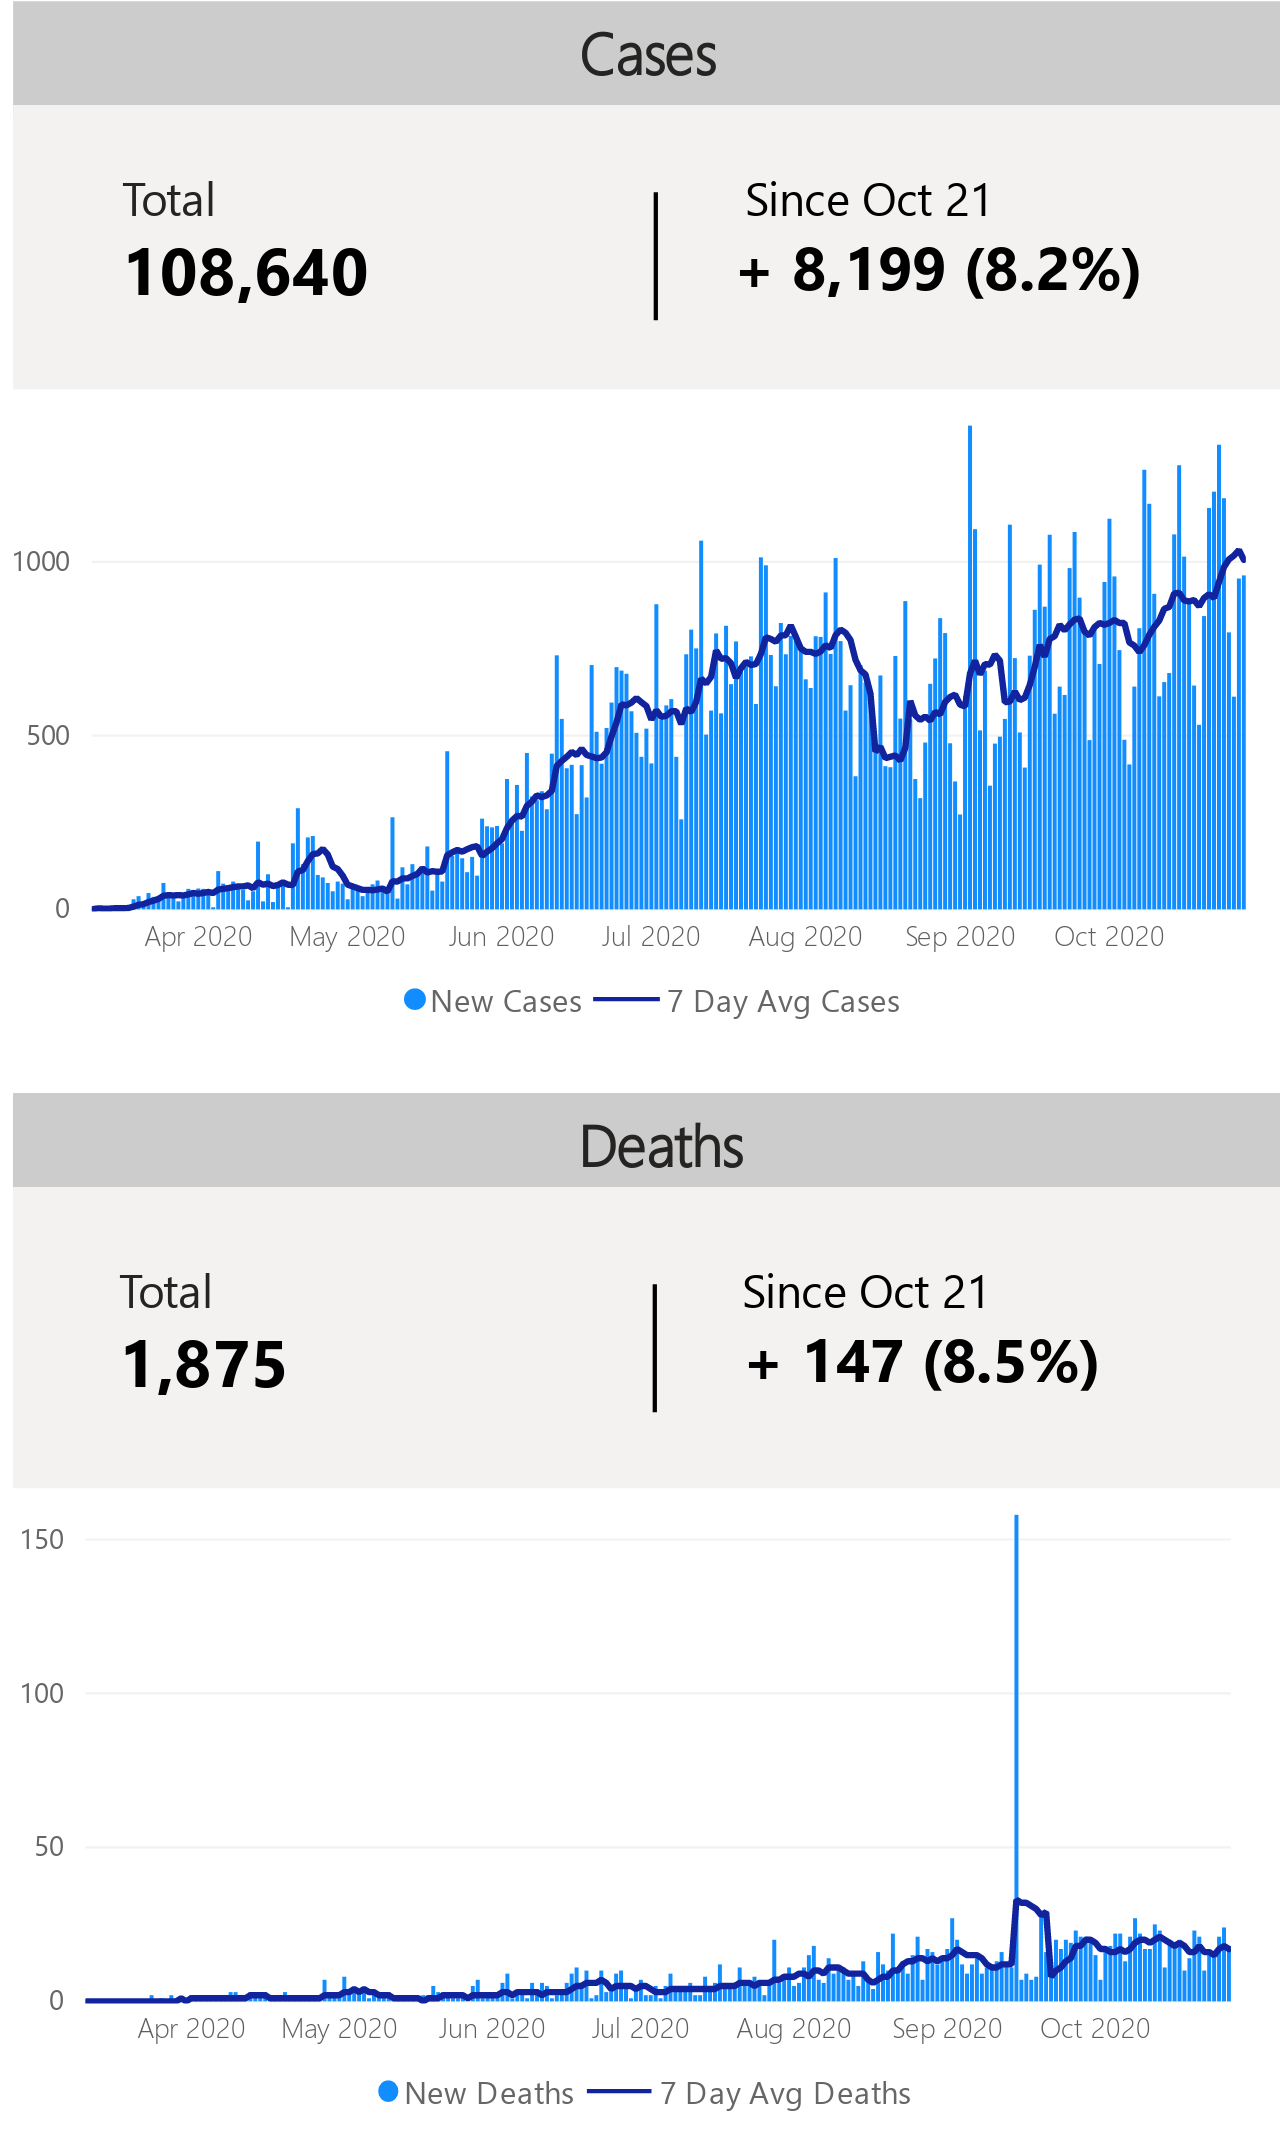 Cases
Total
Since Oct 21
108,640
+ 8,199 (8.2%)
1000
500
0
Apr 2020 May 2020 Jun 2020 Jul 2020 Aug 2020 Sep 2020 Oct 2020
New Cases 7 Day Avg Cases
Deaths
Total
Since Oct 21
1,875
+ 147 (8.5%)
150
100
50
0
Apr 2020 May 2020 Jun 2020 Jul 2020 Aug 2020 Sep 2020 Oct 2020
New Deaths 7 Day Avg Deaths